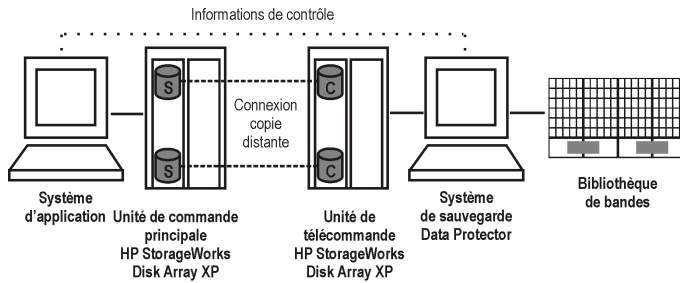 Informations de contrôle
S
C
Connexion
copie
distante
S
C
Système
d'application
Unité de commande
principale
HP StorageWorks
Disk Array XP
Unité de
télécommande
HP StorageWorks
Disk Array XP
Système
de sauvegarde
Data Protector
Bibliothèque
de bandes